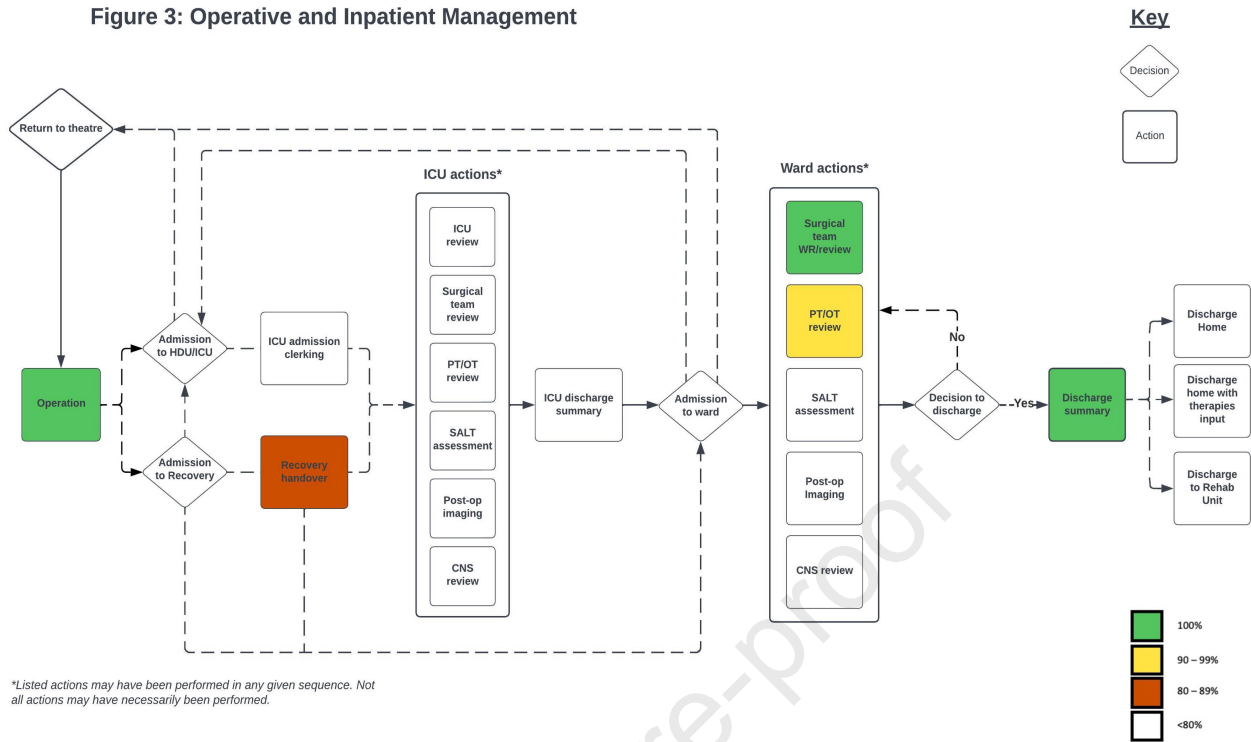 Figure 3: Operative and Inpatient Management
Key
Decision
Action
Return to theatre
ICU actions*
Ward actions*
ICU
review
Surgical
team
review
PT/OT
review
SALT
assessment
Post-op
imaging
CNS
review
Surgical
team
WR/review
PT/OT
review
SALT
assessment
Post-op
Imaging
CNS review
Operation
Admission
to HDU/ICU
ICU admission
clerking
Admission
to Recovery
Recovery
handover
ICU discharge
summary
Admission
to ward
No
Decision to
discharge
Yes
Discharge
summary
Discharge
Home
Discharge
home with
therapies
input
Discharge
to Rehab
Unit
100%
90 – 99%
80 – 89%
<80%
*Listed actions may have been performed in any given sequence. Not
all actions may have necessarily been performed.
re-proof